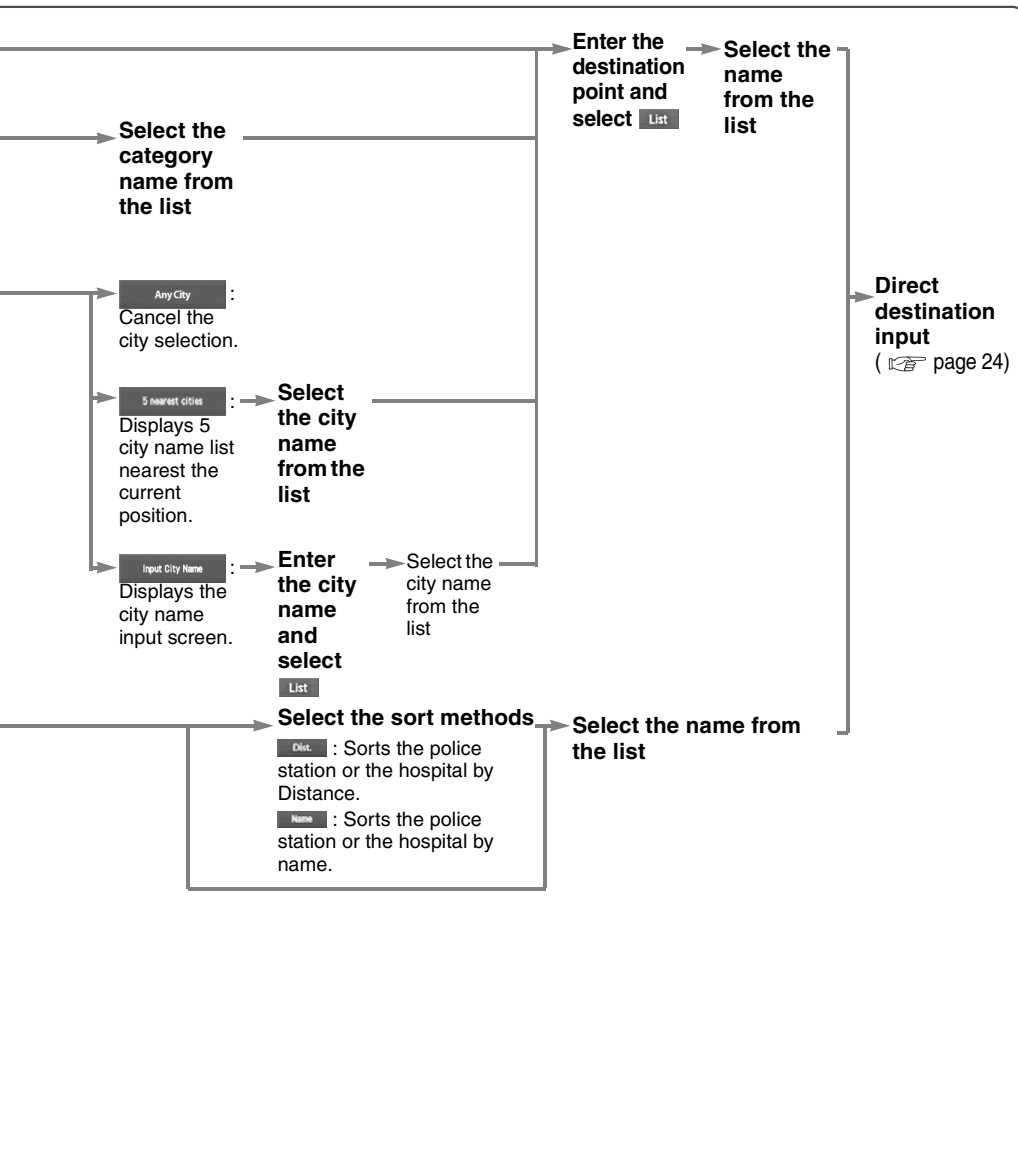 Enter the
destination
point and
select List
Select the
name
from the
list
Select the
category
name from
the list
Any City :
Cancel the
city selection.
5 nearest cities :
Displays 5
city name list
nearest the
current
position.
Select
the city
name
from the
list
Input City Name :
Displays the
city name
input screen.
Enter
the city
name
and
select
List
Select the
city name
from the
list
Select the sort methods
Dist. : Sorts the police
station or the hospital by
Distance.
Name : Sorts the police
station or the hospital by
name.
Select the name from
the list
Direct
destination
input
( ☞ page 24)